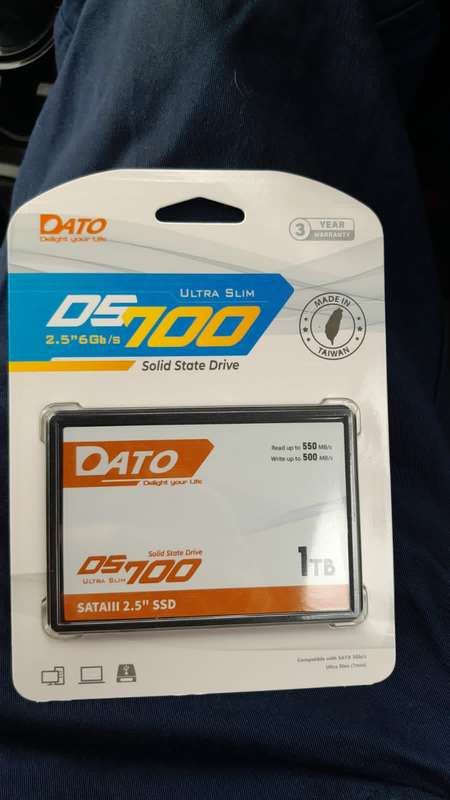 DATO
Delight your Life
3 YEAR
WARRANTY
ULTRA SLIM
DS700
2.5"6Gb/s
Solid State Drive
MADE IN
TAIWAN
DATO
Delight your Life
Read up to 550 MB/s
Write up to 500 MB/s
Solid State Drive
DS700
ULTRA SLIM
1TB
SATAIII 2.5" SSD
Compatible with SATA 3Gb/s
Ultra Slim (7mm)